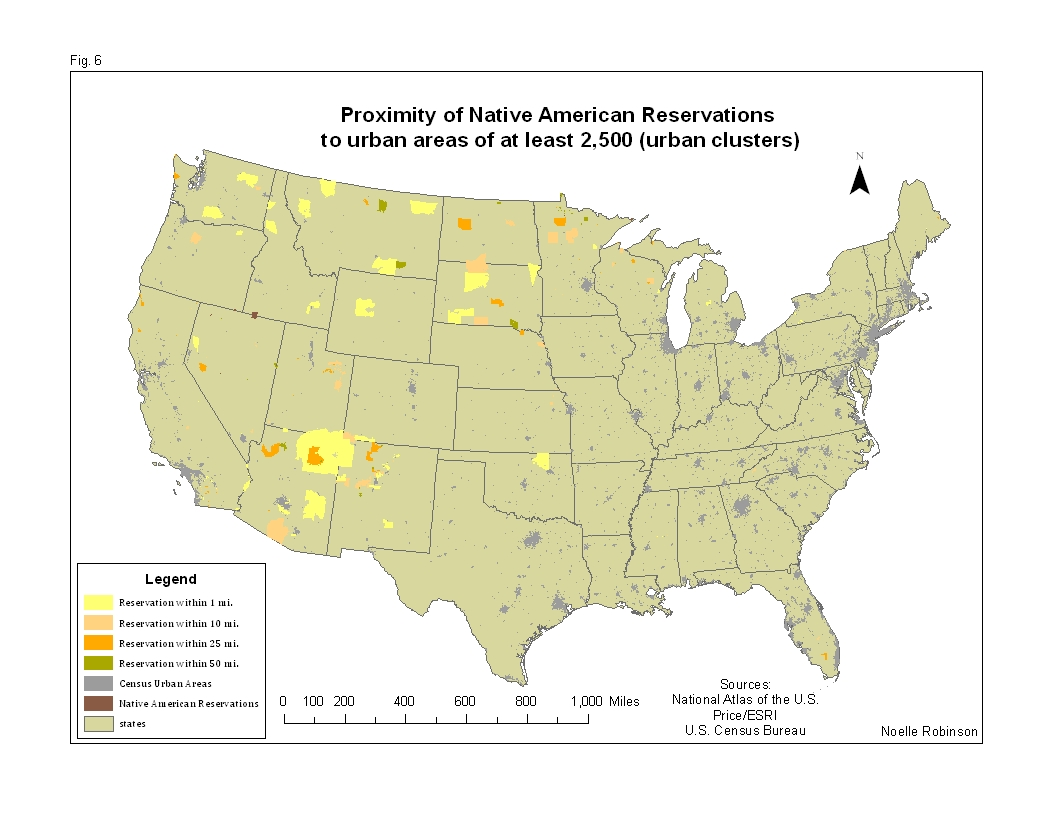 Fig. 6
Proximity of Native American Reservations
to urban areas of at least 2,500 (urban clusters)
N
Legend
Reservation within 1 mi.
Reservation within 10 mi.
Reservation within 25 mi.
Reservation within 50 mi.
Census Urban Areas
Native American Reservations
states
0 100 200 400 600 800 1,000 Miles
Sources:
National Atlas of the U.S.
Price/ESRI
U.S. Census Bureau
Noelle Robinson